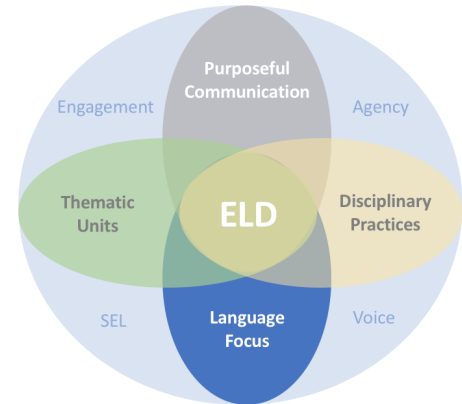 Purposeful
Communication
Engagement
Agency
Thematic
Units
ELD
Disciplinary
Practices
SEL
Language
Focus
Voice